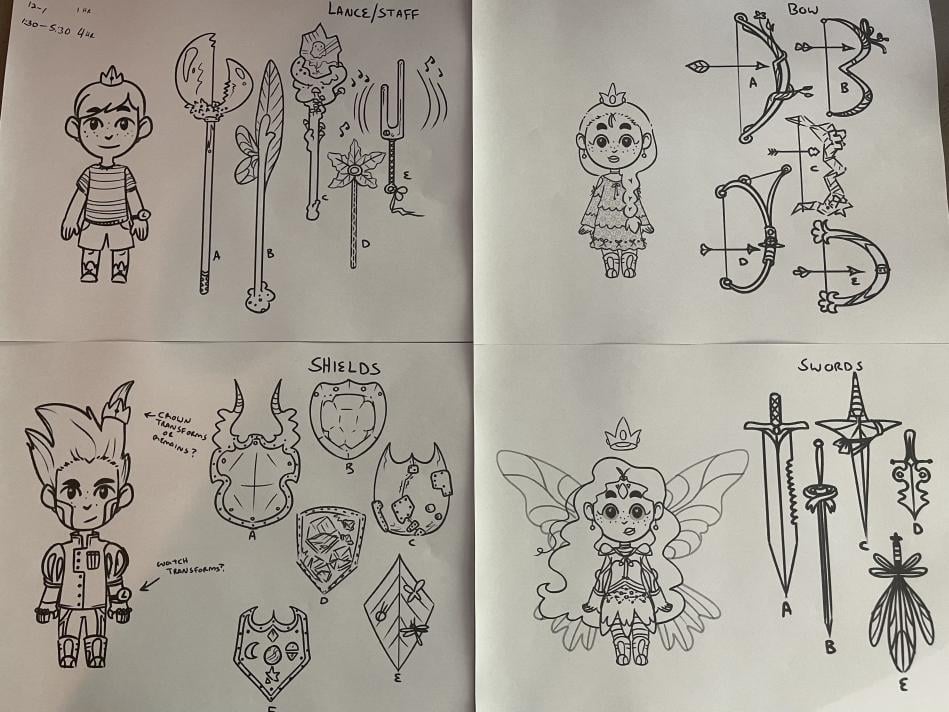 12-1 1 HR
1:30-5:30 4 HR
LANCE/STAFF
A
B
C
D
E
BOW
A
B
C
D
E
SHIELDS
← CROWN
TRANSFORMS
OR
REMAINS?
WATCH
TRANSFORMS?
A
B
C
D
E
F
SWORDS
A
B
C
D
E